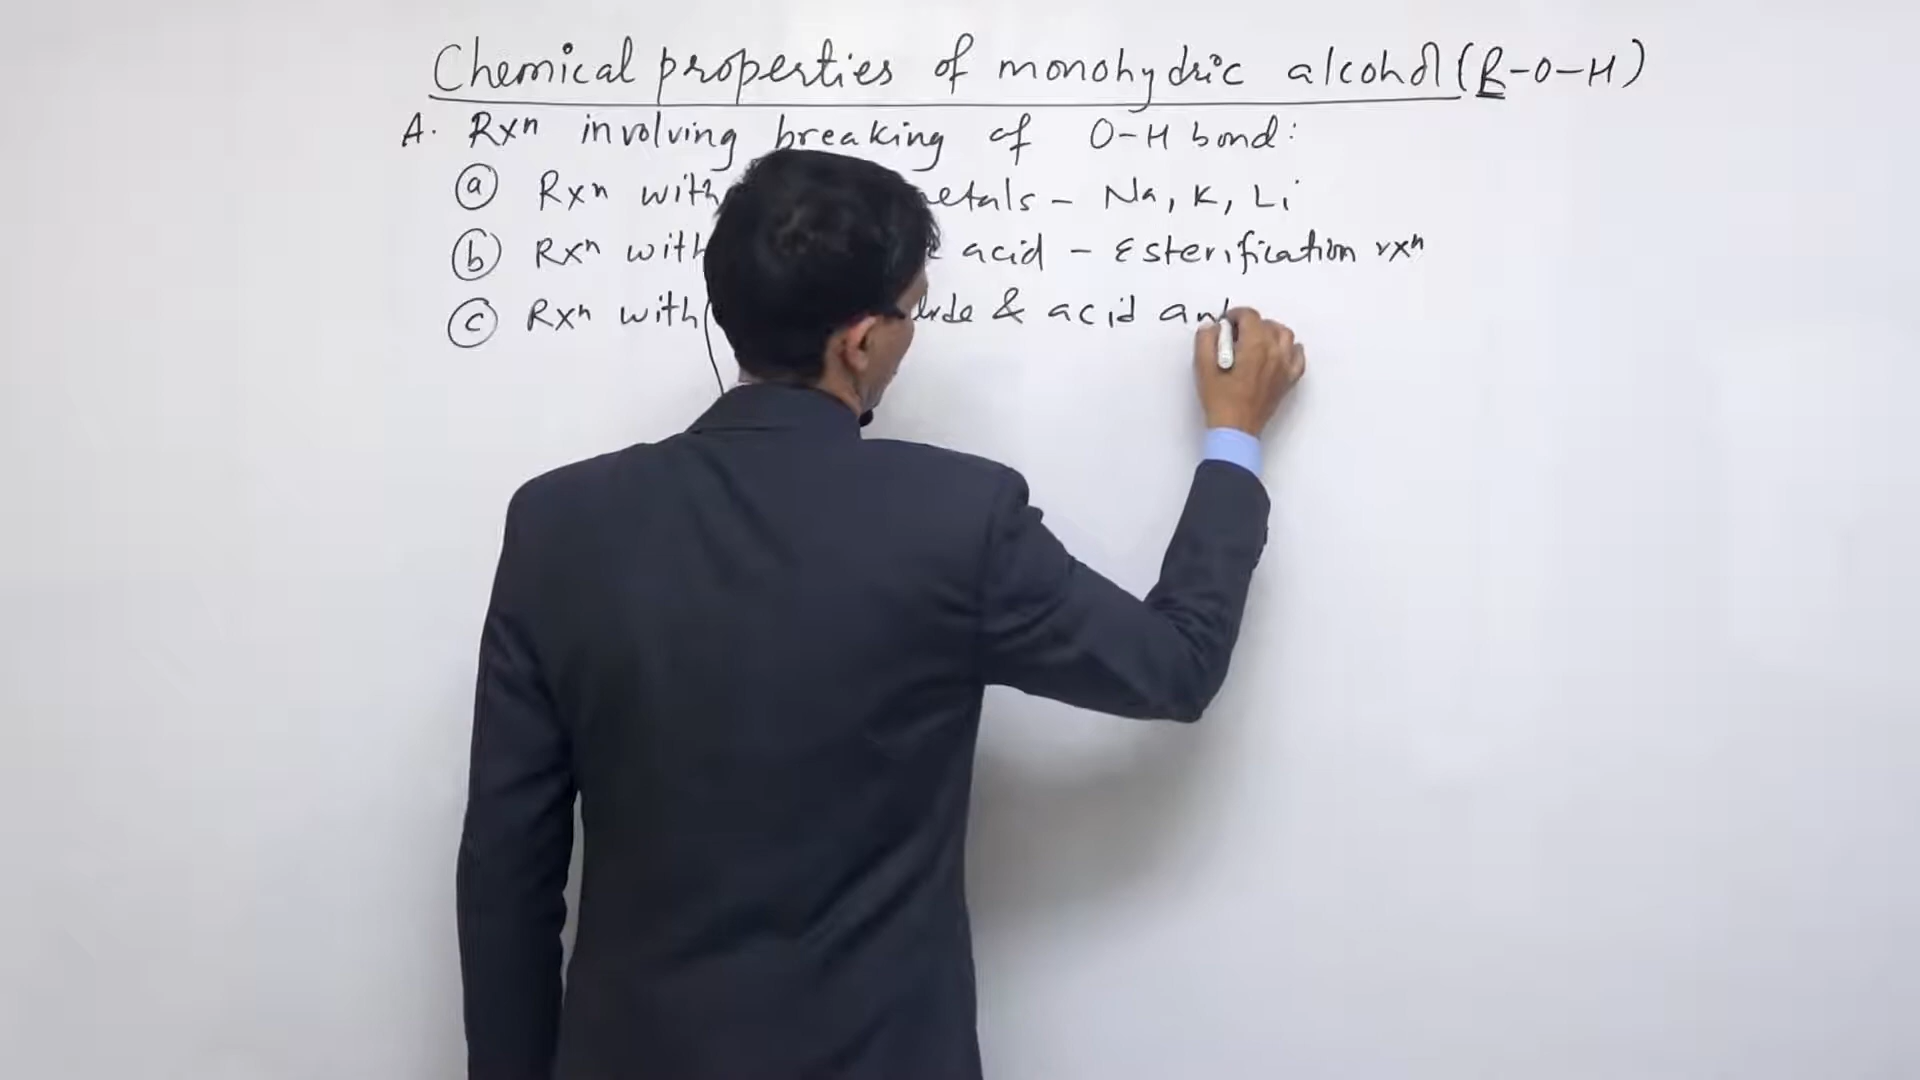 Chemical properties of monohydric alcohol (R-O-H)
A. Rxn involving breaking of O-H bond:
a Rxn with etals - Na, K, Li
b Rxn with acid - Esterification rxn
c Rxn with & acid an